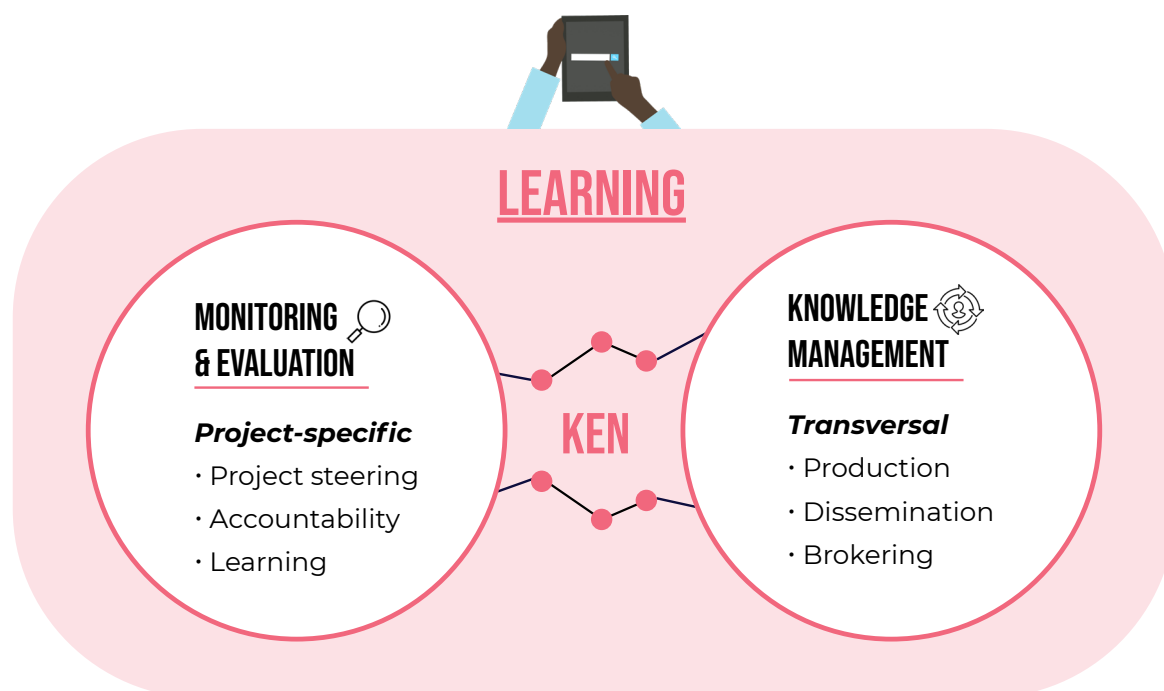 LEARNING
MONITORING
& EVALUATION
Project-specific
· Project steering
· Accountability
· Learning
KEN
KNOWLEDGE
MANAGEMENT
Transversal
· Production
· Dissemination
· Brokering